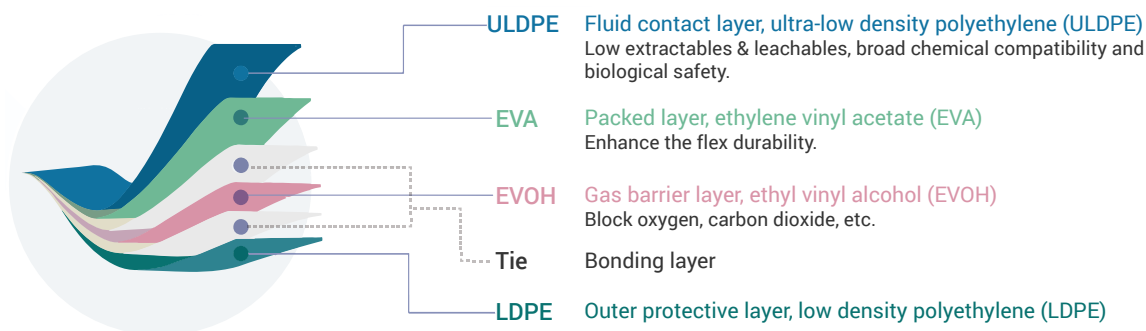 ULDPE Fluid contact layer, ultra-low density polyethylene (ULDPE)
Low extractables & leachables, broad chemical compatibility and
biological safety.
EVA Packed layer, ethylene vinyl acetate (EVA)
Enhance the flex durability.
EVOH Gas barrier layer, ethyl vinyl alcohol (EVOH)
Block oxygen, carbon dioxide, etc.
Tie Bonding layer
LDPE Outer protective layer, low density polyethylene (LDPE)